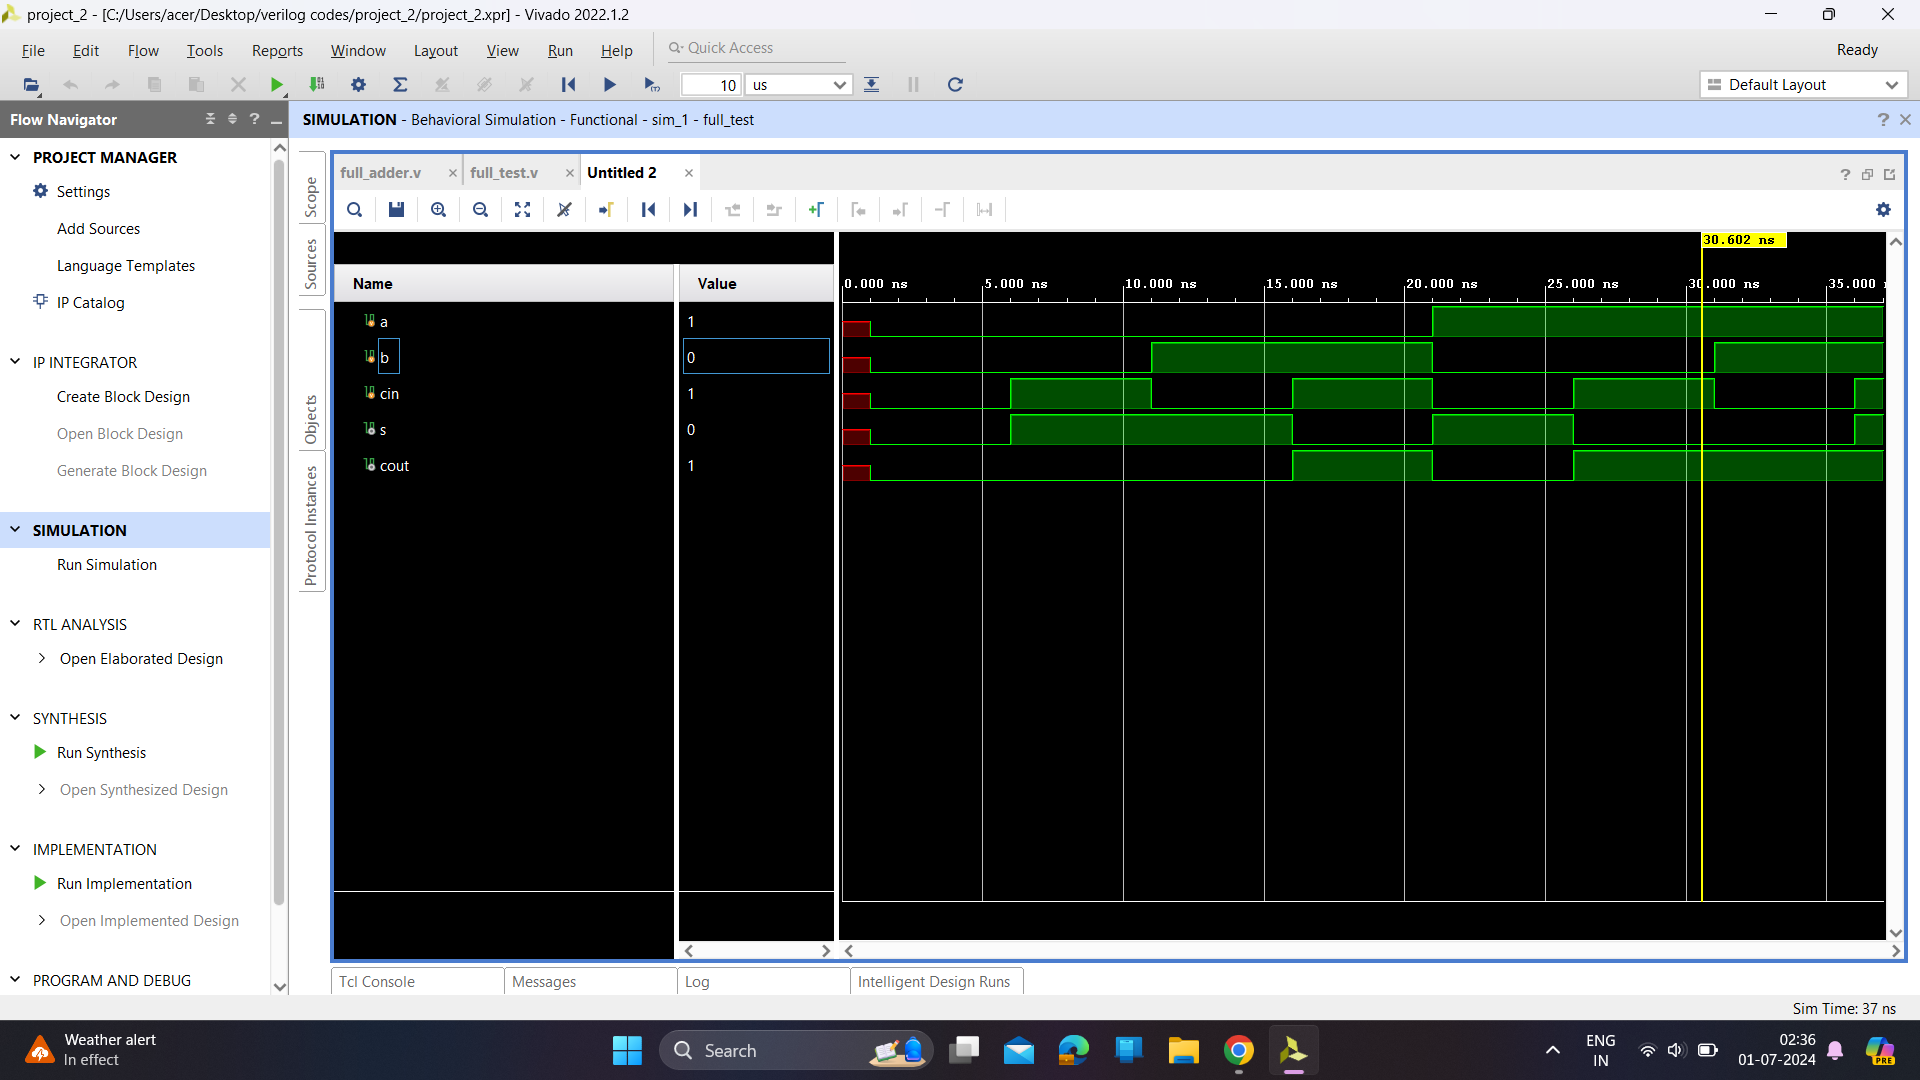 project_2 - [C:/Users/acer/Desktop/verilog codes/project_2/project_2.xpr] - Vivado 2022.1.2
File Edit Flow Tools Reports Window Layout View Run Help Quick Access Ready
10 us Default Layout
Flow Navigator
SIMULATION - Behavioral Simulation - Functional - sim_1 - full_test
PROJECT MANAGER
Settings
Add Sources
Language Templates
IP Catalog
IP INTEGRATOR
Create Block Design
Open Block Design
Generate Block Design
SIMULATION
Run Simulation
RTL ANALYSIS
Open Elaborated Design
SYNTHESIS
Run Synthesis
Open Synthesized Design
IMPLEMENTATION
Run Implementation
Open Implemented Design
PROGRAM AND DEBUG
Scope
Sources
Objects
Protocol Instances
full_adder.v full_test.v Untitled 2
30.602 ns
Name Value
0.000 ns 5.000 ns 10.000 ns 15.000 ns 20.000 ns 25.000 ns 30.000 ns 35.000
a 1
b 0
cin 1
s 0
cout 1
Tcl Console Messages Log Intelligent Design Runs
Sim Time: 37 ns
Weather alert
In effect
Search
ENG
IN
02:36
01-07-2024
PRE